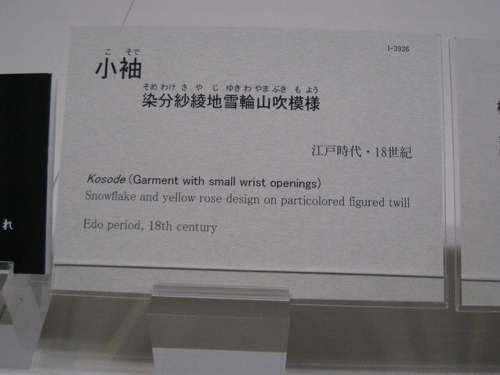 I-3936
こ そで
小袖
そめ わけ さ や じ ゆき わ やま ぶき も よう
染分紗綾地雪輪山吹模様
江戸時代・18世紀
Kosode (Garment with small wrist openings)
Snowflake and yellow rose design on particolored figured twill
Edo period, 18th century
れ